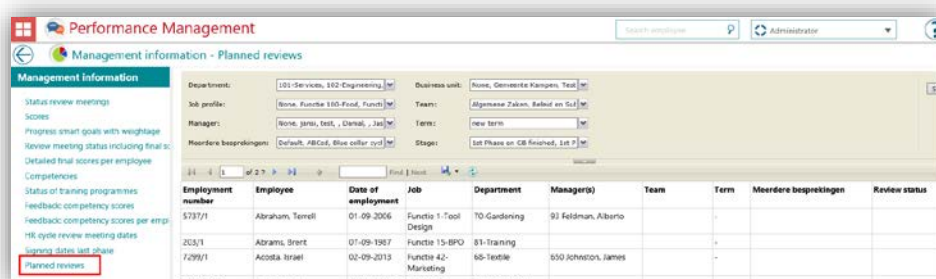 Performance Management
Search employee
Administrator
Management information - Planned reviews
Management information
Status review meetings
Scores
Progress smart goals with weightage
Review meeting status including final sc
Detailed final scores per employee
Competencies
Status of training programmes
Feedback competency scores
Feedback competency scores per empl
HR cycle review meeting dates
Signing dates last phase
Planned reviews
Department: 101-Services, 102-Engineering, Business unit: None, Gemeente Kampen, Test
Job profile: None, Functie 100-Food, Functi Team: Algemene Zaken, Beleid en Sul
Manager: None, jansi, test, , Danial, , Jas Term: new term
Meerdere besprekingen: Default, ABCod, Blue collar cycl Stage: 1st Phase on CB finished, 1st P
1 of 2 ? Find | Next
Employment number Employee Date of employment Job Department Manager(s) Team Term Meerdere besprekingen Review status
5737/1 Abraham, Terrell 01-09-2006 Functie 1-Tool Design 70-Gardening 93 Feldman, Alberto -
203/1 Abrams, Brent 01-09-1987 Functie 15-BPO 81-Training -
7299/1 Acosta, Israel 02-09-2013 Functie 42-Marketing 68-Textile 650 Johnston, James -